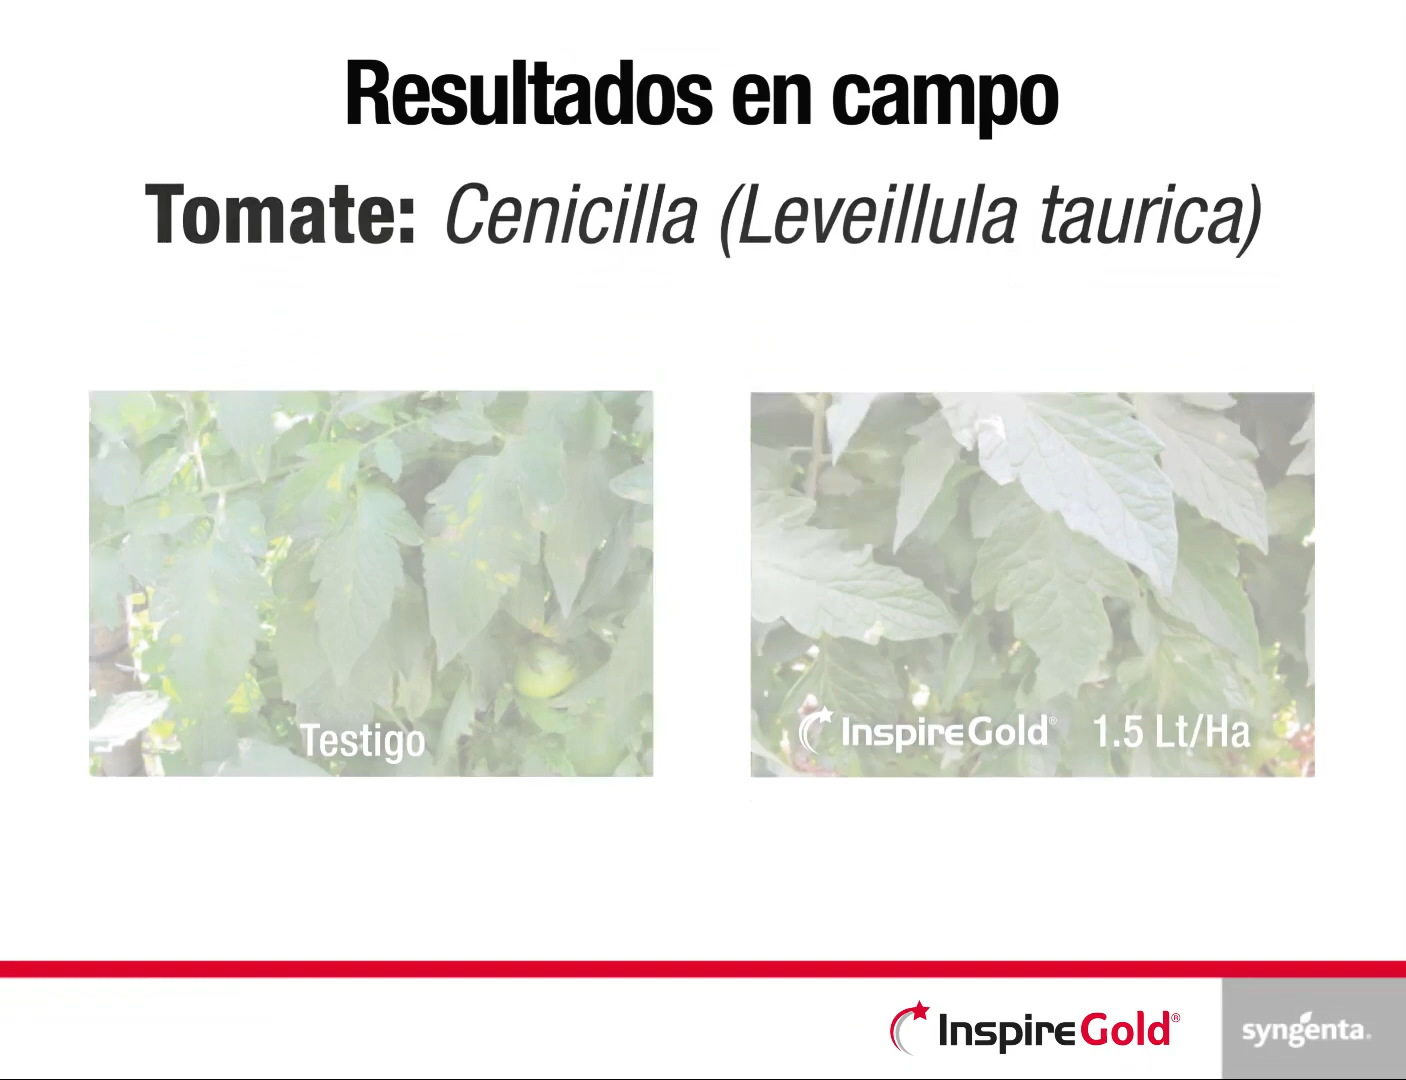 Resultados en campo
Tomate: Cenicilla (Leveillula taurica)
Testigo
InspireGold® 1.5 Lt/Ha
InspireGold®
syngenta.